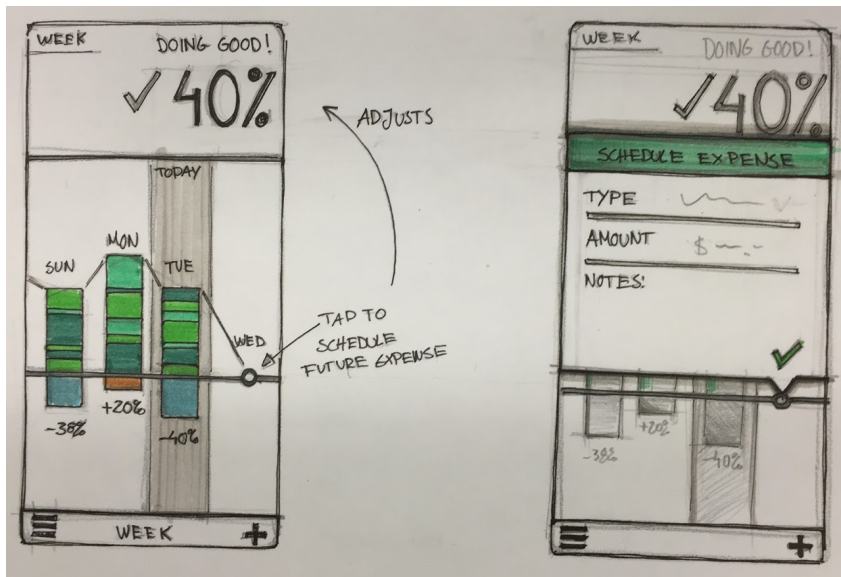 WEEK
DOING GOOD!
✓40%
TODAY
SUN
MON
TUE
WED
-38%
+20%
-40%
WEEK
+
ADJUSTS
TAP TO
SCHEDULE
FUTURE EXPENSE
WEEK
DOING GOOD!
✓40%
SCHEDULE EXPENSE
TYPE
AMOUNT $
NOTES:
✓
-38%
+20%
-40%
+